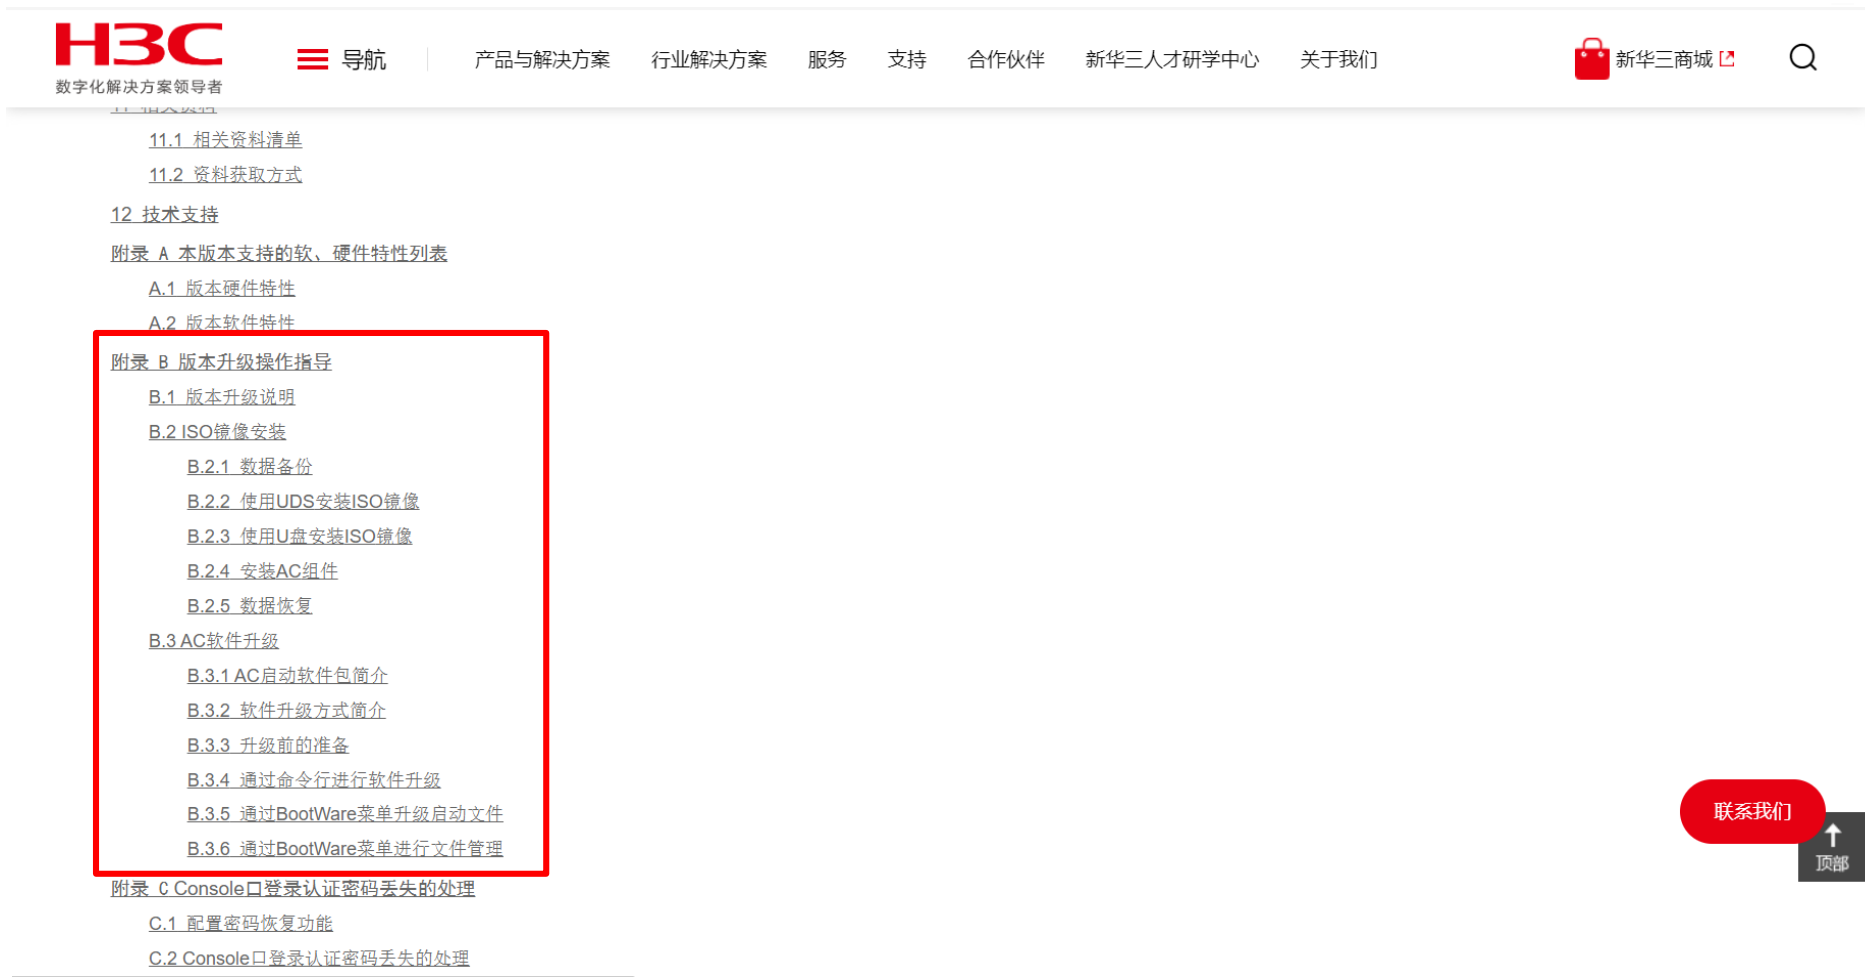 H3C
数字化解决方案领导者
导航
产品与解决方案
行业解决方案
服务
支持
合作伙伴
新华三人才研学中心
关于我们
新华三商城
11 相关资料
11.1 相关资料清单
11.2 资料获取方式
12 技术支持
附录 A 本版本支持的软、硬件特性列表
A.1 版本硬件特性
A.2 版本软件特性
附录 B 版本升级操作指导
B.1 版本升级说明
B.2 ISO镜像安装
B.2.1 数据备份
B.2.2 使用UDS安装ISO镜像
B.2.3 使用U盘安装ISO镜像
B.2.4 安装AC组件
B.2.5 数据恢复
B.3 AC软件升级
B.3.1 AC启动软件包简介
B.3.2 软件升级方式简介
B.3.3 升级前的准备
B.3.4 通过命令行进行软件升级
B.3.5 通过BootWare菜单升级启动文件
B.3.6 通过BootWare菜单进行文件管理
附录 C Console口登录认证密码丢失的处理
C.1 配置密码恢复功能
C.2 Console口登录认证密码丢失的处理
联系我们
顶部